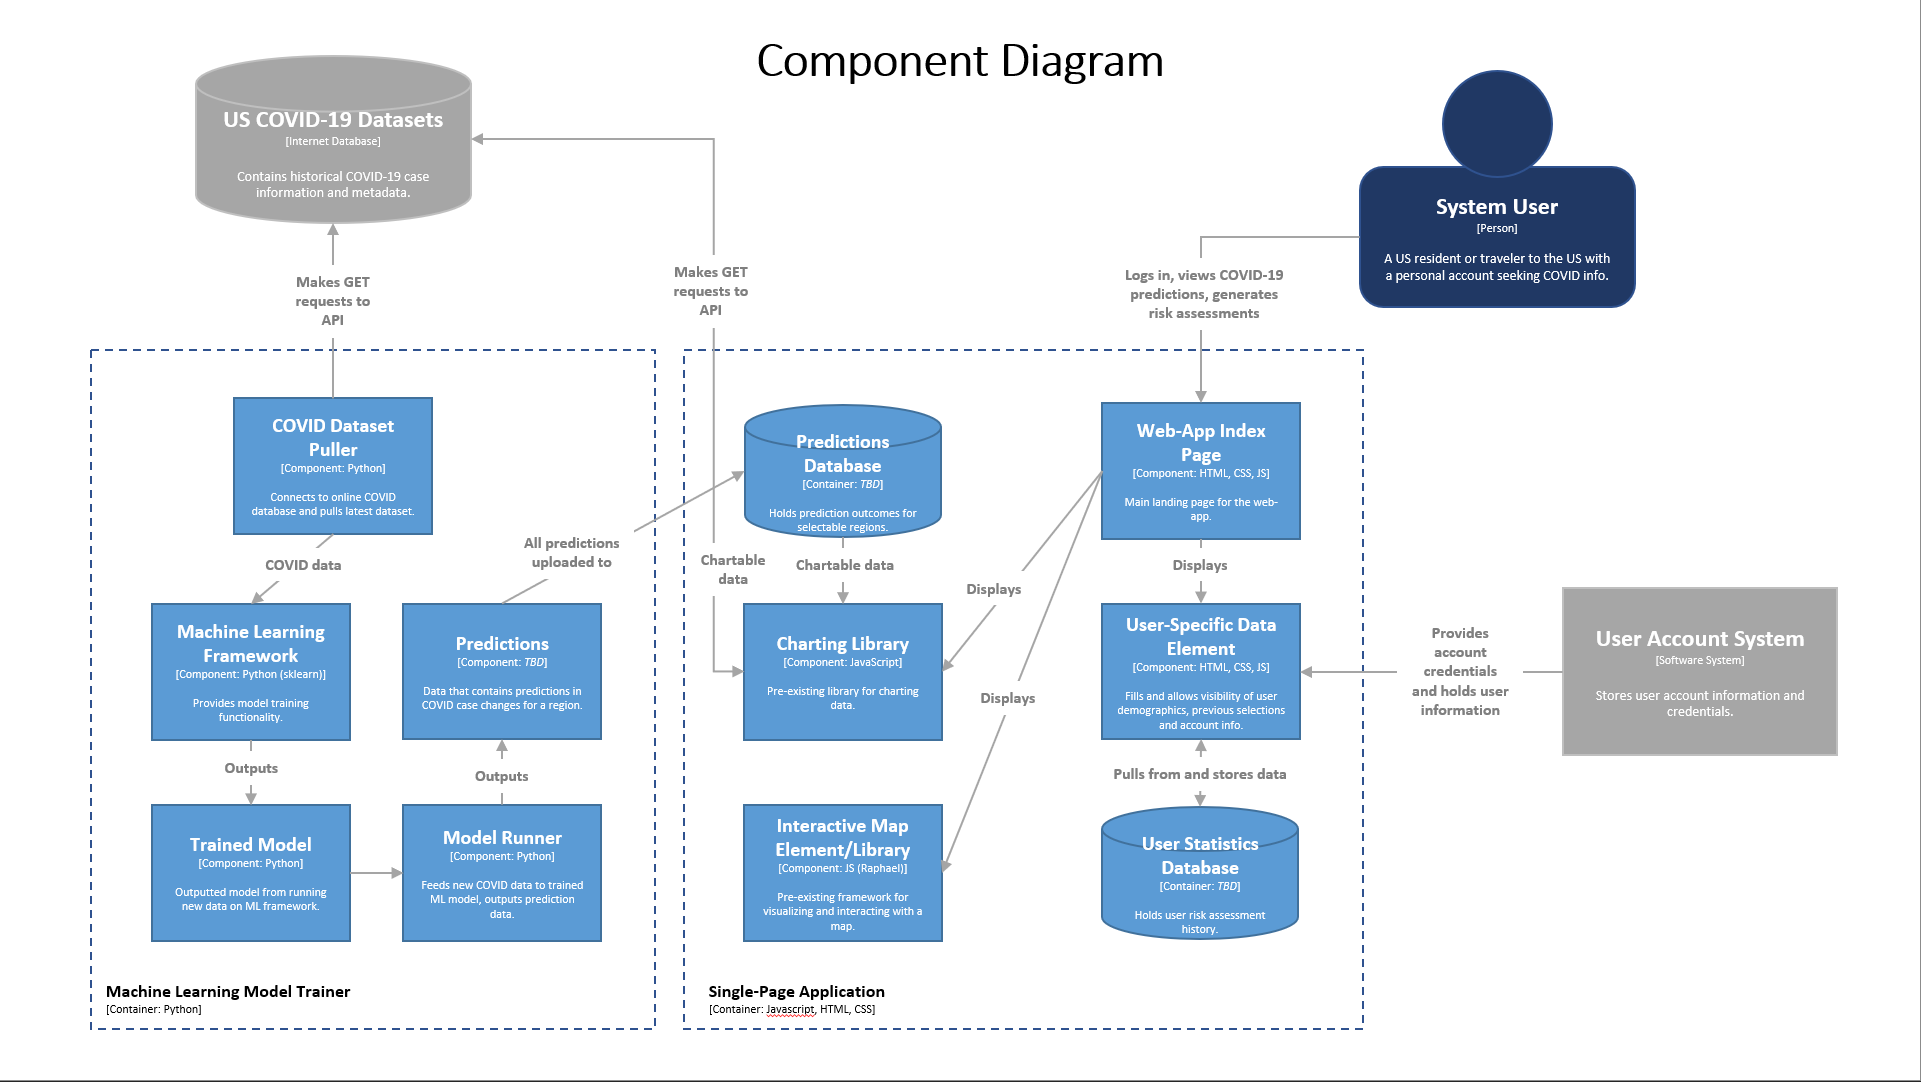 Component Diagram
US COVID-19 Datasets
[Internet Database]
Contains historical COVID-19 case
information and metadata.
System User
[Person]
A US resident or traveler to the US with
a personal account seeking COVID info.
Makes GET
requests to
API
Makes GET
requests to
API
Logs in, views COVID-19
predictions, generates
risk assessments
COVID Dataset
Puller
[Component: Python]
Connects to online COVID
database and pulls latest dataset.
COVID data
Machine Learning
Framework
[Component: Python (sklearn)]
Provides model training
functionality.
Outputs
Trained Model
[Component: Python]
Outputted model from running
new data on ML framework.
Model Runner
[Component: Python]
Feeds new COVID data to trained
ML model, outputs prediction
data.
Outputs
Predictions
[Component: TBD]
Data that contains predictions in
COVID case changes for a region.
All predictions
uploaded to
Machine Learning Model Trainer
[Container: Python]
Predictions
Database
[Container: TBD]
Holds prediction outcomes for
selectable regions.
Chartable
data
Chartable data
Charting Library
[Component: JavaScript]
Pre-existing library for charting
data.
Interactive Map
Element/Library
[Component: JS (Raphael)]
Pre-existing framework for
visualizing and interacting with a
map.
Displays
Displays
Web-App Index
Page
[Component: HTML, CSS, JS]
Main landing page for the web-
app.
Displays
User-Specific Data
Element
[Component: HTML, CSS, JS]
Fills and allows visibility of user
demographics, previous selections
and account info.
Pulls from and stores data
User Statistics
Database
[Container: TBD]
Holds user risk assessment
history.
Single-Page Application
[Container: Javascript, HTML, CSS]
Provides
account
credentials
and holds user
information
User Account System
[Software System]
Stores user account information and
credentials.